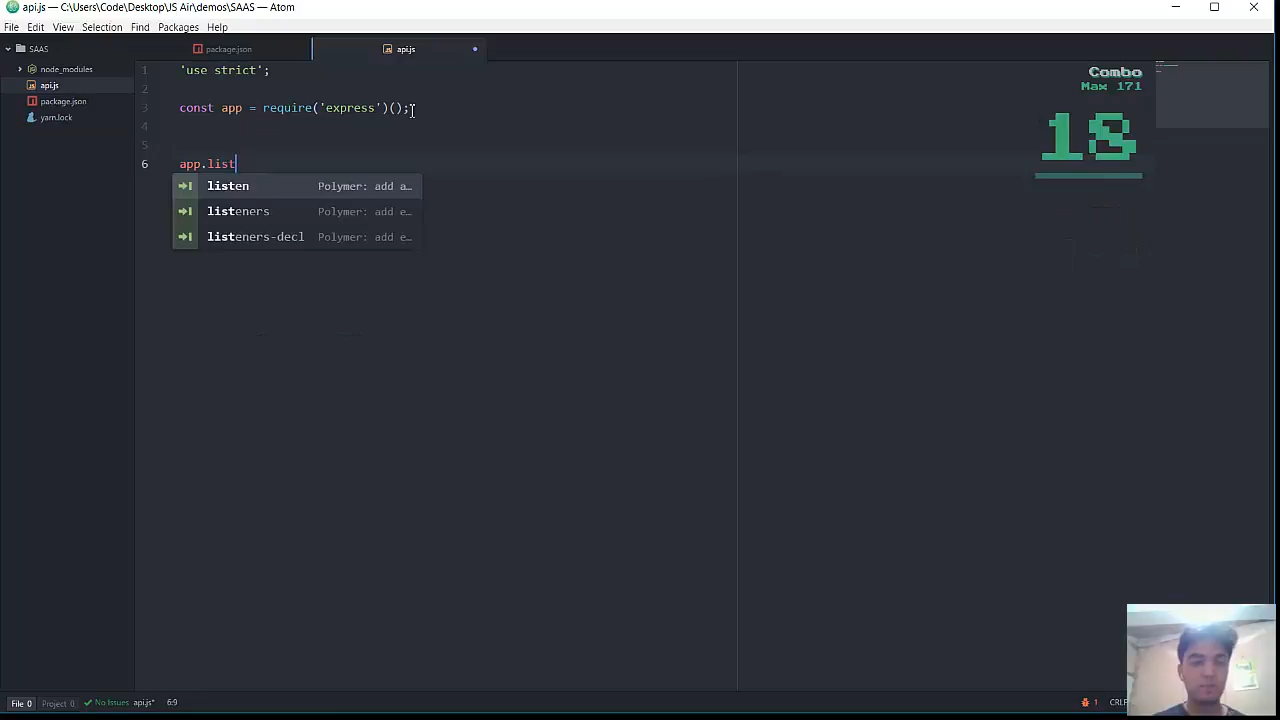 api.js — C:\Users\Code\Desktop\JS Air\demos\SAAS — Atom
File Edit View Selection Find Packages Help
SAAS
node_modules
api.js
package.json
yarn.lock
package.json
api.js
1 'use strict';
2
3 const app = require('express')();
4
5
6 app.list
listen Polymer: add a…
listeners Polymer: add e…
listeners-decl Polymer: add e…
Combo
Max 171
18
File 0 Project 0 No Issues api.js* 6:9
1 CRLF